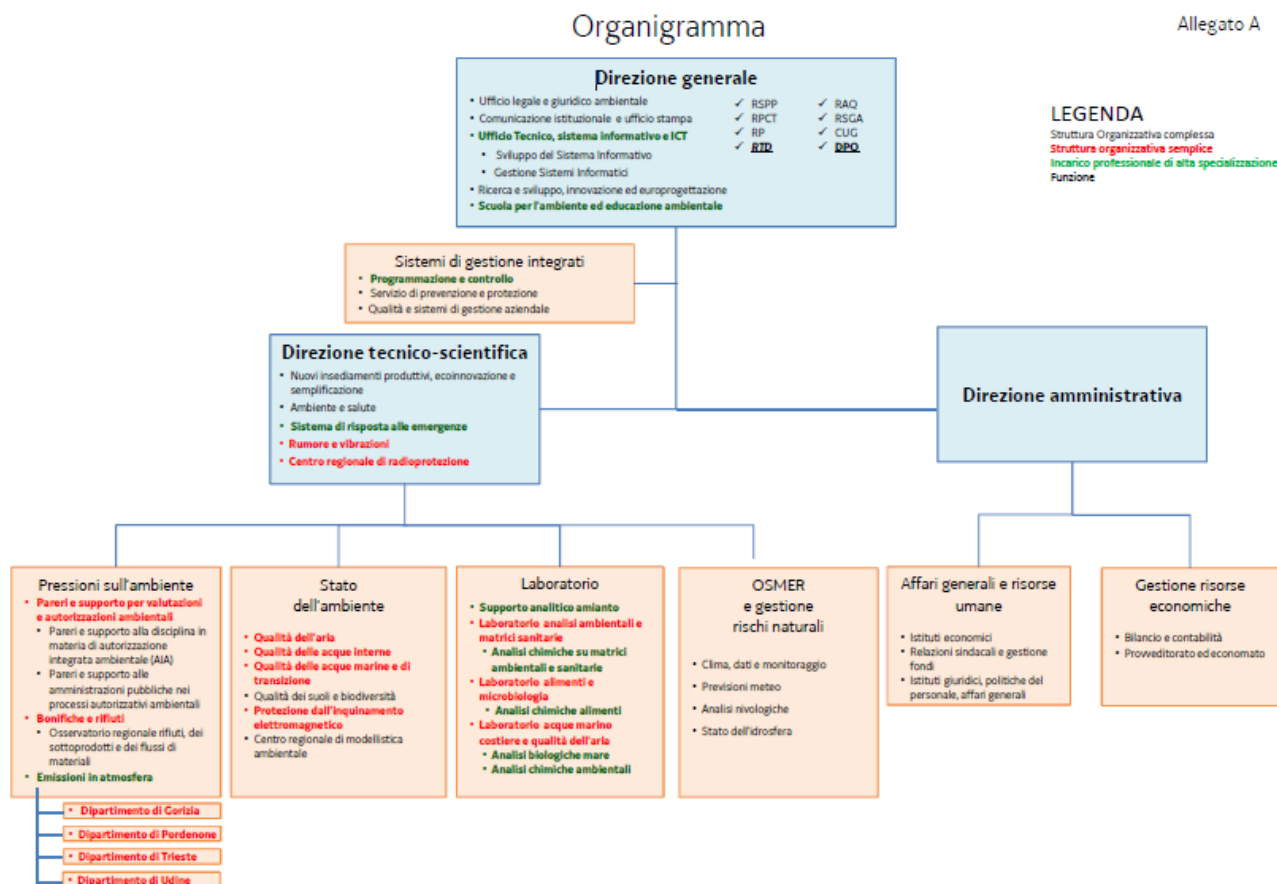 Organigramma
Allegato A
Direzione generale
• Ufficio legale e giuridico ambientale
• Comunicazione istituzionale e ufficio stampa
• Ufficio Tecnico, sistema informativo e ICT
• Sviluppo del Sistema Informativo
• Gestione Sistemi Informatici
• Ricerca e sviluppo, innovazione ed europrogettazione
• Scuola per l'ambiente ed educazione ambientale
✓ RSPP
✓ RPCT
✓ RP
✓ RTD
✓ RAQ
✓ RSGA
✓ CUG
✓ DPO
LEGENDA
Struttura Organizzativa complessa
Struttura organizzativa semplice
Incarico professionale di alta specializzazione
Funzione
Sistemi di gestione integrati
• Programmazione e controllo
• Servizio di prevenzione e protezione
• Qualità e sistemi di gestione aziendale
Direzione tecnico-scientifica
• Nuovi insediamenti produttivi, ecoinnovazione e
semplificazione
• Ambiente e salute
• Sistema di risposta alle emergenze
• Rumore e vibrazioni
• Centro regionale di radioprotezione
Direzione amministrativa
Pressioni sull'ambiente
• Pareri e supporto per valutazioni
e autorizzazioni ambientali
• Pareri e supporto alla disciplina in
materia di autorizzazione
integrata ambientale (AIA)
• Pareri e supporto alle
amministrazioni pubbliche nei
processi autorizzativi ambientali
• Bonifiche e rifiuti
• Osservatorio regionale rifiuti, dei
sottoprodotti e dei flussi di
materiali
• Emissioni in atmosfera
• Dipartimento di Gorizia
• Dipartimento di Pordenone
• Dipartimento di Trieste
• Dipartimento di Udine
Stato
dell'ambiente
• Qualità dell'aria
• Qualità delle acque interne
• Qualità delle acque marine e di
transizione
• Qualità dei suoli e biodiversità
• Protezione dall'inquinamento
elettromagnetico
• Centro regionale di modellistica
ambientale
Laboratorio
• Supporto analitico amianto
• Laboratorio analisi ambientali e
matrici sanitarie
• Analisi chimiche su matrici
ambientali e sanitarie
• Laboratorio alimenti e
microbiologia
• Analisi chimiche alimenti
• Laboratorio acque marino
costiere e qualità dell'aria
• Analisi biologiche mare
• Analisi chimiche ambientali
OSMER
e gestione
rischi naturali
• Clima, dati e monitoraggio
• Previsioni meteo
• Analisi nivologiche
• Stato dell'idrosfera
Affari generali e risorse
umane
• Istituti economici
• Relazioni sindacali e gestione
fondi
• Istituti giuridici, politiche del
personale, affari generali
Gestione risorse
economiche
• Bilancio e contabilità
• Provveditorato ed economato